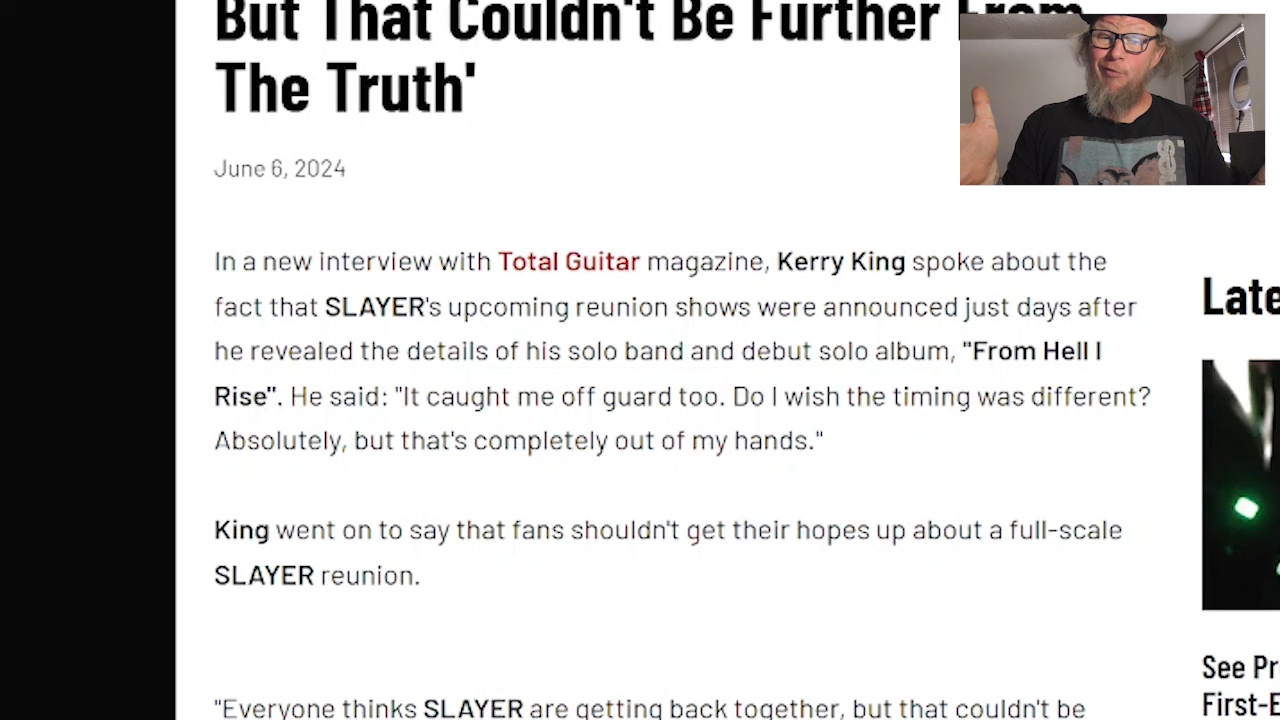 But That Couldn't Be Further From
The Truth'
June 6, 2024
In a new interview with Total Guitar magazine, Kerry King spoke about the
fact that SLAYER's upcoming reunion shows were announced just days after
he revealed the details of his solo band and debut solo album, "From Hell I
Rise". He said: "It caught me off guard too. Do I wish the timing was different?
Absolutely, but that's completely out of my hands."
King went on to say that fans shouldn't get their hopes up about a full-scale
SLAYER reunion.
"Everyone thinks SLAYER are getting back together, but that couldn't be
Late
See Pr
First-E